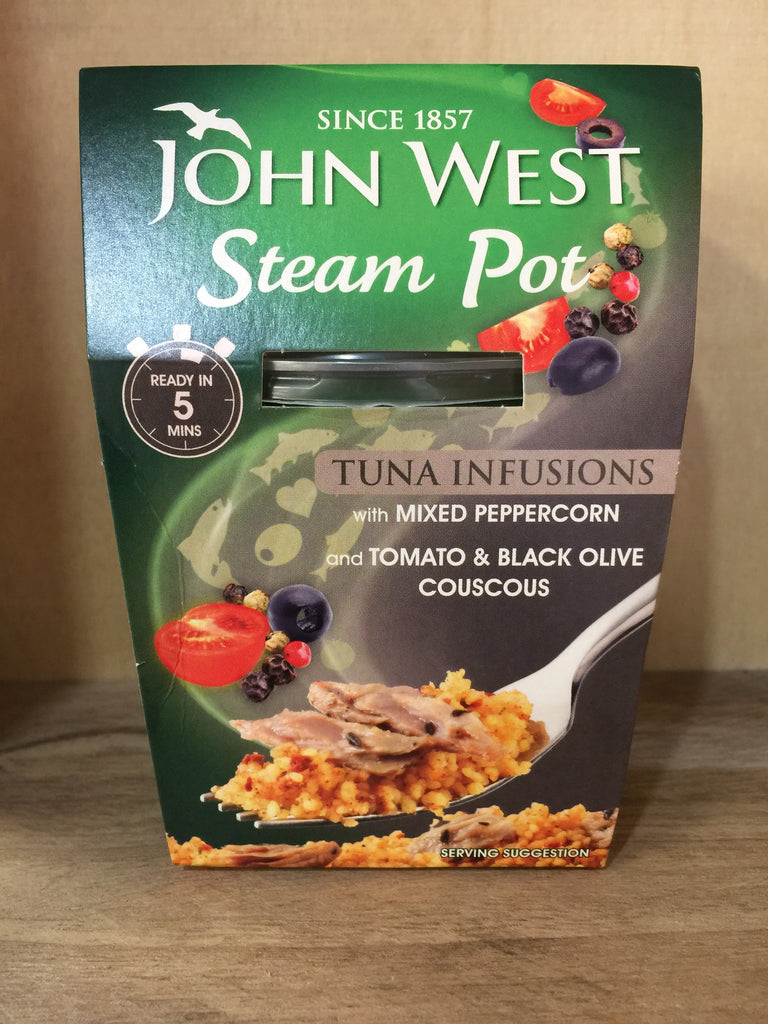 SINCE 1857
JOHN WEST
Steam Pot
READY IN
5
MINS
TUNA INFUSIONS
with MIXED PEPPERCORN
and TOMATO & BLACK OLIVE
COUSCOUS
SERVING SUGGESTION